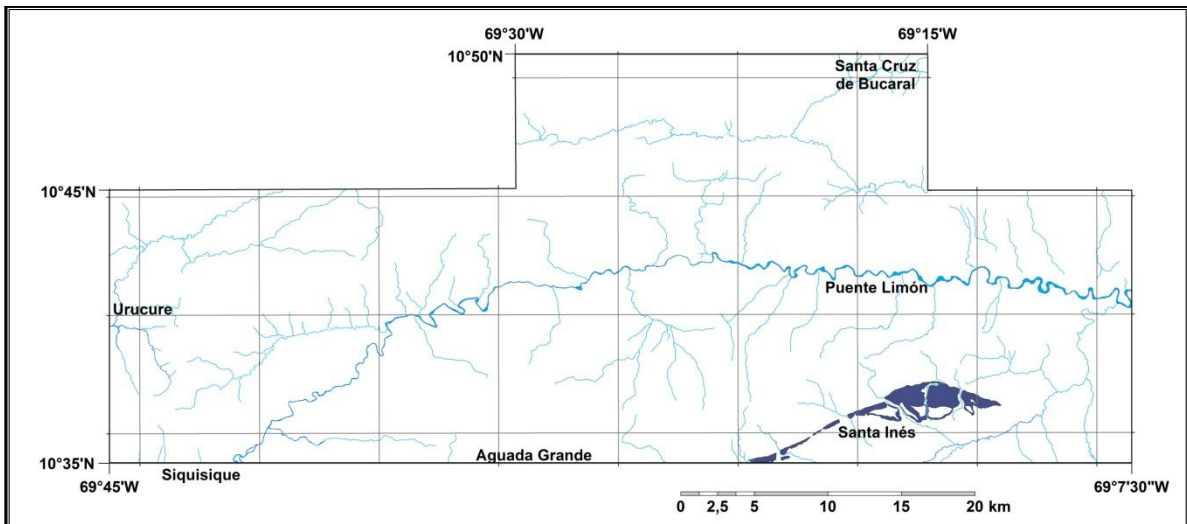 69°30'W
69°15'W
10°50'N
Santa Cruz
de Bucaral
10°45'N
Puente Limón
Urucure
Santa Inés
Aguada Grande
10°35'N
Siquisique
69°45'W
69°7'30"W
0 2,5 5 10 15 20 km